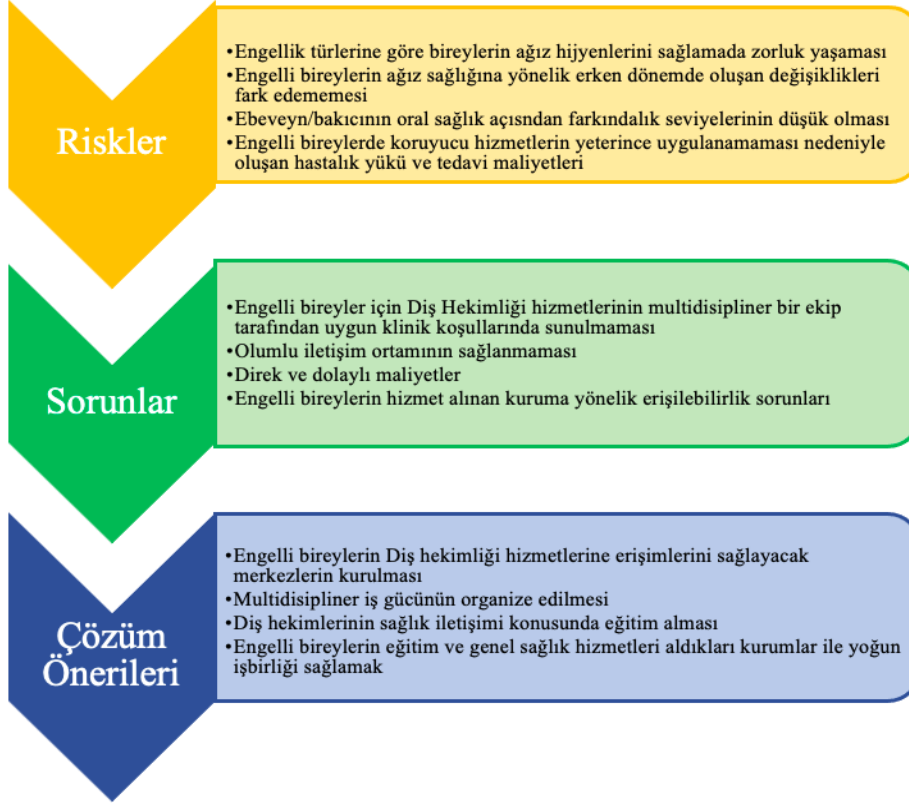 Riskler
•Engellik türlerine göre bireylerin ağız hijyenlerini sağlamada zorluk yaşaması
•Engelli bireylerin ağız sağlığına yönelik erken dönemde oluşan değişiklikleri
fark edememesi
•Ebeveyn/bakıcının oral sağlık açısndan farkındalık seviyelerinin düşük olması
•Engelli bireylerde koruyucu hizmetlerin yeterince uygulanamaması nedeniyle
oluşan hastalık yükü ve tedavi maliyetleri
Sorunlar
•Engelli bireyler için Diş Hekimliği hizmetlerinin multidisipliner bir ekip
tarafından uygun klinik koşullarında sunulmaması
•Olumlu iletişim ortamının sağlanmaması
•Direk ve dolaylı maliyetler
•Engelli bireylerin hizmet alınan kuruma yönelik erişilebilirlik sorunları
Çözüm
Önerileri
•Engelli bireylerin Diş hekimliği hizmetlerine erişimlerini sağlayacak
merkezlerin kurulması
•Multidisipliner iş gücünün organize edilmesi
•Diş hekimlerinin sağlık iletişimi konusunda eğitim alması
•Engelli bireylerin eğitim ve genel sağlık hizmetleri aldıkları kurumlar ile yoğun
işbirliği sağlamak